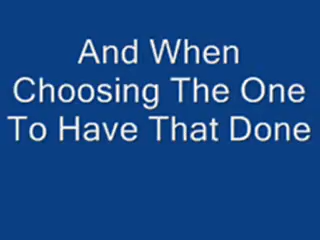 And When
Choosing The One
To Have That Done